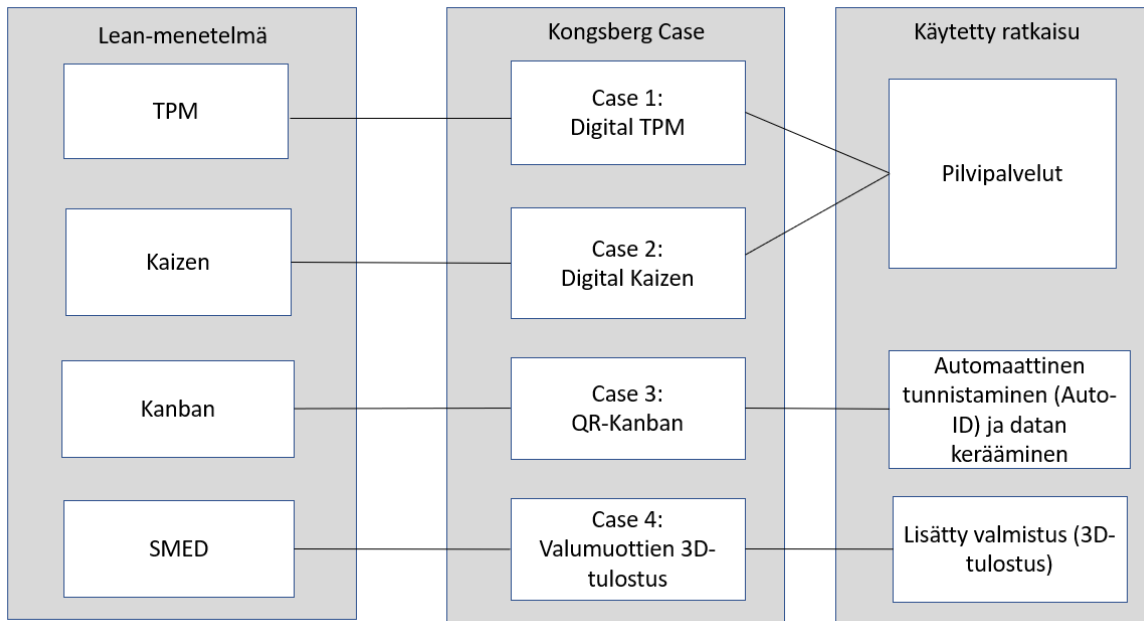 Lean-menetelmä
TPM
Kaizen
Kanban
SMED
Kongsberg Case
Case 1:
Digital TPM
Case 2:
Digital Kaizen
Case 3:
QR-Kanban
Case 4:
Valumuottien 3D-
tulostus
Käytetty ratkaisu
Pilvipalvelut
Automaattinen
tunnistaminen (Auto-
ID) ja datan
kerääminen
Lisätty valmistus (3D-
tulostus)